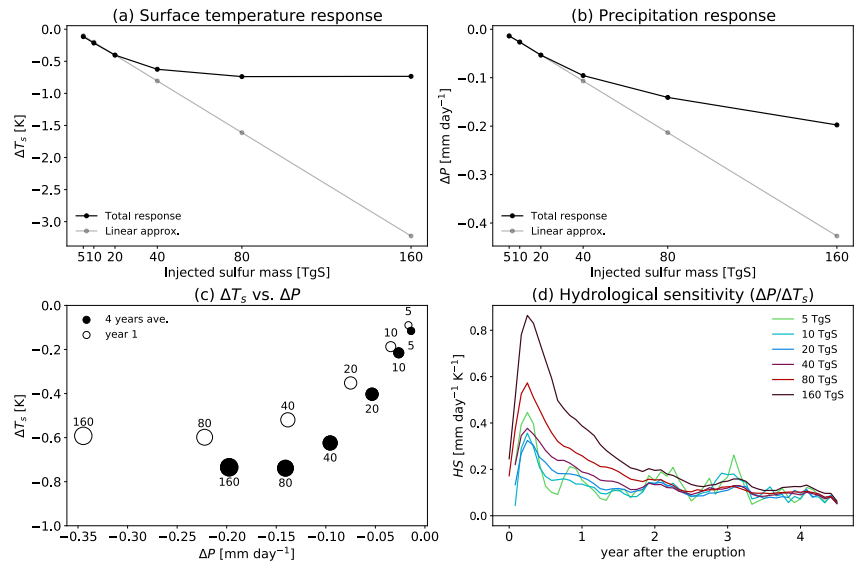 (a) Surface temperature response
0.0
−0.5
−1.0
−1.5
−2.0
−2.5
−3.0
ΔTs [K]
Total response
Linear approx.
5 10 20 40 80 160
Injected sulfur mass [TgS]
(b) Precipitation response
0.0
−0.1
−0.2
−0.3
−0.4
ΔP [mm day⁻¹]
Total response
Linear approx.
5 10 20 40 80 160
Injected sulfur mass [TgS]
(c) ΔTs vs. ΔP
0.0
−0.2
−0.4
−0.6
−0.8
−1.0
ΔTs [K]
4 years ave.
year 1
5
5
10
10
20
20
40
40
80
80
160
160
−0.35 −0.30 −0.25 −0.20 −0.15 −0.10 −0.05 0.00
ΔP [mm day⁻¹]
(d) Hydrological sensitivity (ΔP/ΔTs)
0.8
0.6
0.4
0.2
0.0
HS [mm day⁻¹ K⁻¹]
5 TgS
10 TgS
20 TgS
40 TgS
80 TgS
160 TgS
0 1 2 3 4
year after the eruption